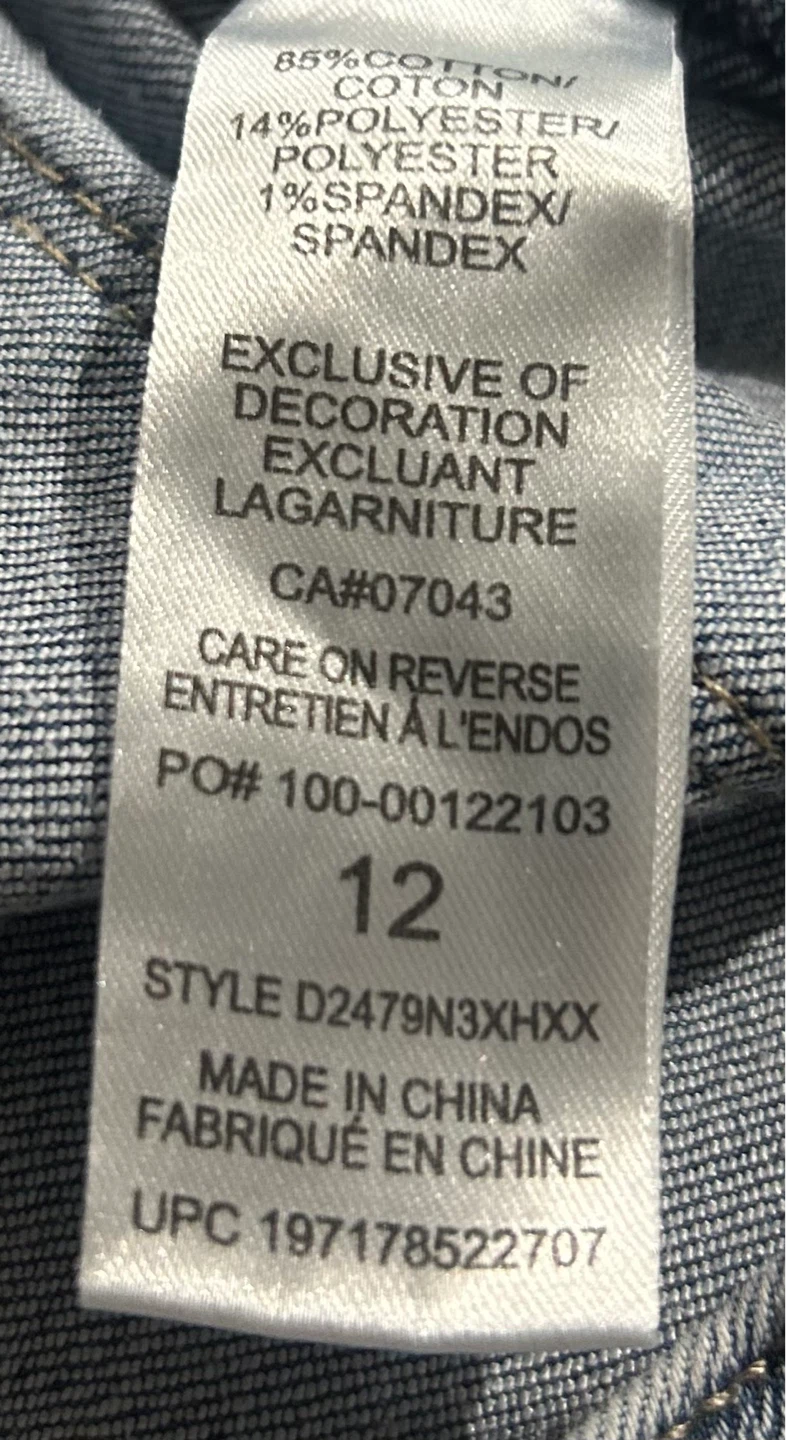 85%COTTON/
COTON
14%POLYESTER/
POLYESTER
1%SPANDEX/
SPANDEX
EXCLUSIVE OF
DECORATION
EXCLUANT
LAGARNITURE
CA#07043
CARE ON REVERSE
ENTRETIEN À L'ENDOS
PO# 100-00122103
12
STYLE D2479N3XHXX
MADE IN CHINA
FABRIQUÉ EN CHINE
UPC 197178522707